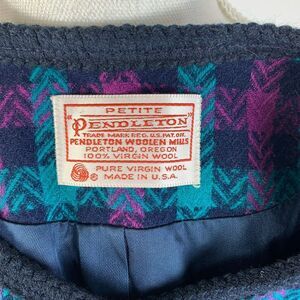 PETITE
"PENDLETON"
TRADE MARK REG. U.S. PAT. OFF.
PENDLETON WOOLEN MILLS
PORTLAND, OREGON
100% VIRGIN WOOL
PURE VIRGIN WOOL
MADE IN U.S.A.